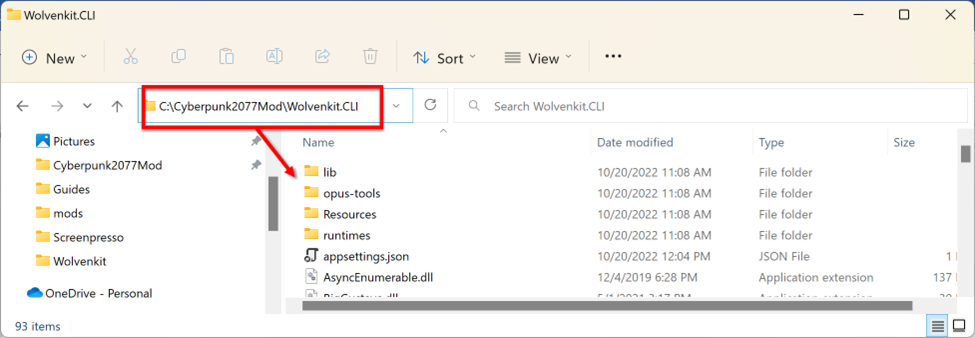 Wolvenkit.CLI
New
Sort
View
C:\Cyberpunk2077Mod\Wolvenkit.CLI
Search Wolvenkit.CLI
Name Date modified Type Size
Pictures
Cyberpunk2077Mod
Guides
mods
Screenpresso
Wolvenkit
OneDrive - Personal
lib 10/20/2022 11:08 AM File folder
opus-tools 10/20/2022 11:08 AM File folder
Resources 10/20/2022 11:08 AM File folder
runtimes 10/20/2022 11:08 AM File folder
appsettings.json 10/20/2022 12:04 PM JSON File 1
AsyncEnumerable.dll 12/4/2019 6:28 PM Application extension 137
93 items